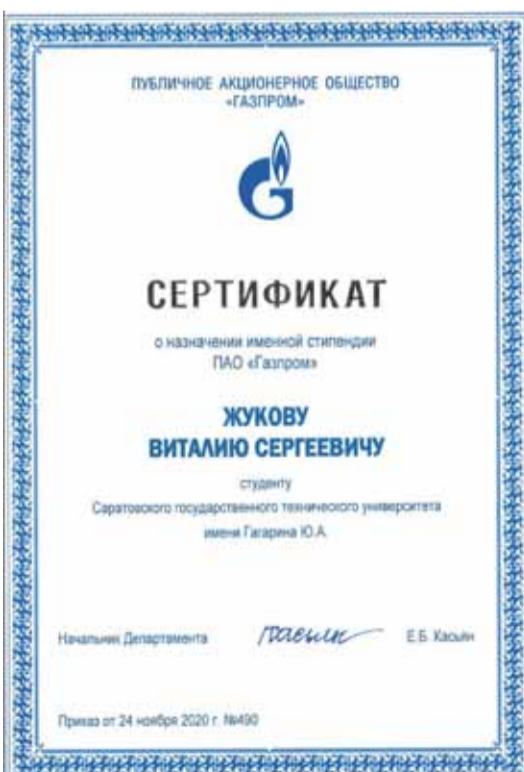 ПУБЛИЧНОЕ АКЦИОНЕРНОЕ ОБЩЕСТВО
«ГАЗПРОМ»
СЕРТИФИКАТ
о назначении именной стипендии
ПАО «Газпром»
ЖУКОВУ
ВИТАЛИЮ СЕРГЕЕВИЧУ
студенту
Саратовского государственного технического университета
имени Гагарина Ю.А.
Начальник Департамента Е.Б. Касьян
Приказ от 24 ноября 2020 г. №490